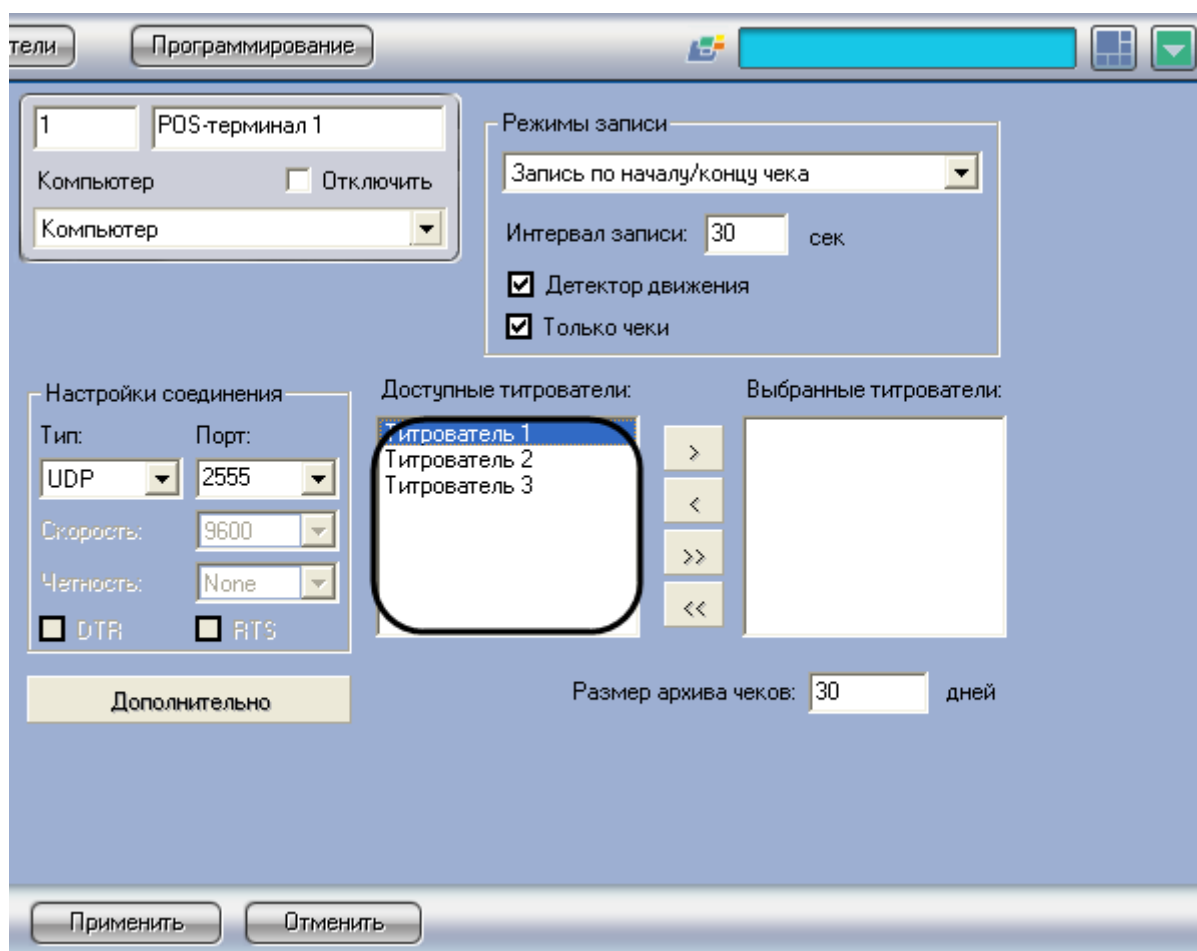 тели
Программирование
1
POS-терминал 1
Компьютер
Отключить
Компьютер
Режимы записи
Запись по началу/концу чека
Интервал записи: 30 сек
Детектор движения
Только чеки
Настройки соединения
Тип:
Порт:
UDP
2555
Скорость:
9600
Четность:
None
DTR
RTS
Дополнительно
Доступные титрователи:
Титрователь 1
Титрователь 2
Титрователь 3
>
<
>>
<<
Выбранные титрователи:
Размер архива чеков: 30 дней
Применить
Отменить